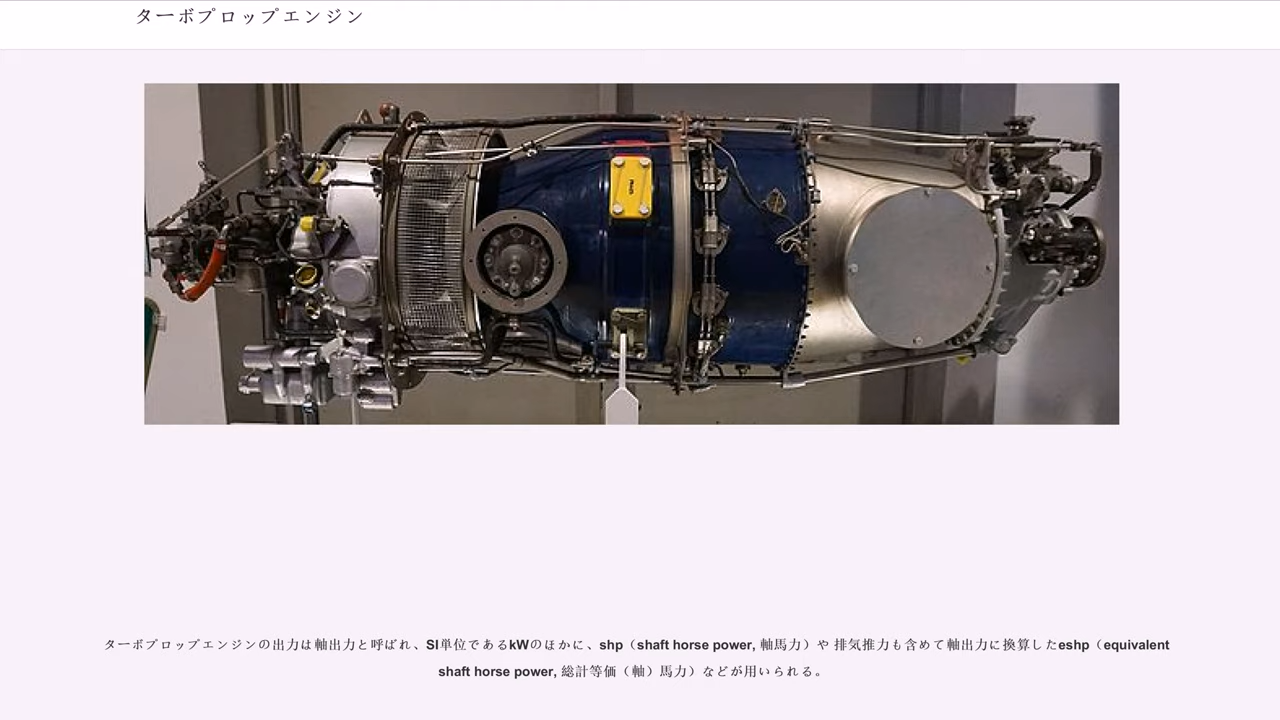 ターボプロップエンジン
ターボプロップエンジンの出力は軸出力と呼ばれ、SI単位であるkWのほかに、shp（shaft horse power, 軸馬力）や 排気推力も含めて軸出力に換算したeshp（equivalent
shaft horse power, 総計等価（軸）馬力）などが用いられる。